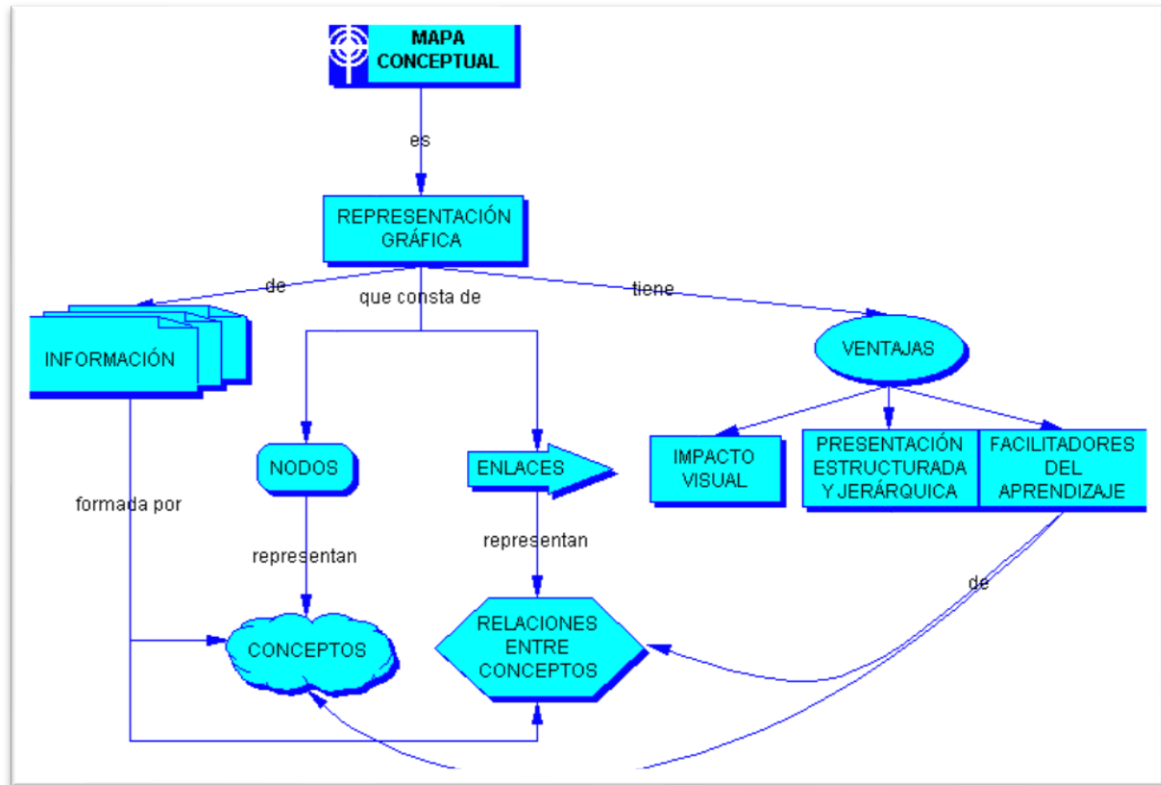 MAPA
CONCEPTUAL
es
REPRESENTACIÓN
GRÁFICA
de
que consta de
tiene
INFORMACIÓN
VENTAJAS
NODOS
ENLACES
IMPACTO
VISUAL
PRESENTACIÓN
ESTRUCTURADA
Y JERÁRQUICA
FACILITADORES
DEL
APRENDIZAJE
formada por
representan
representan
de
CONCEPTOS
RELACIONES
ENTRE
CONCEPTOS